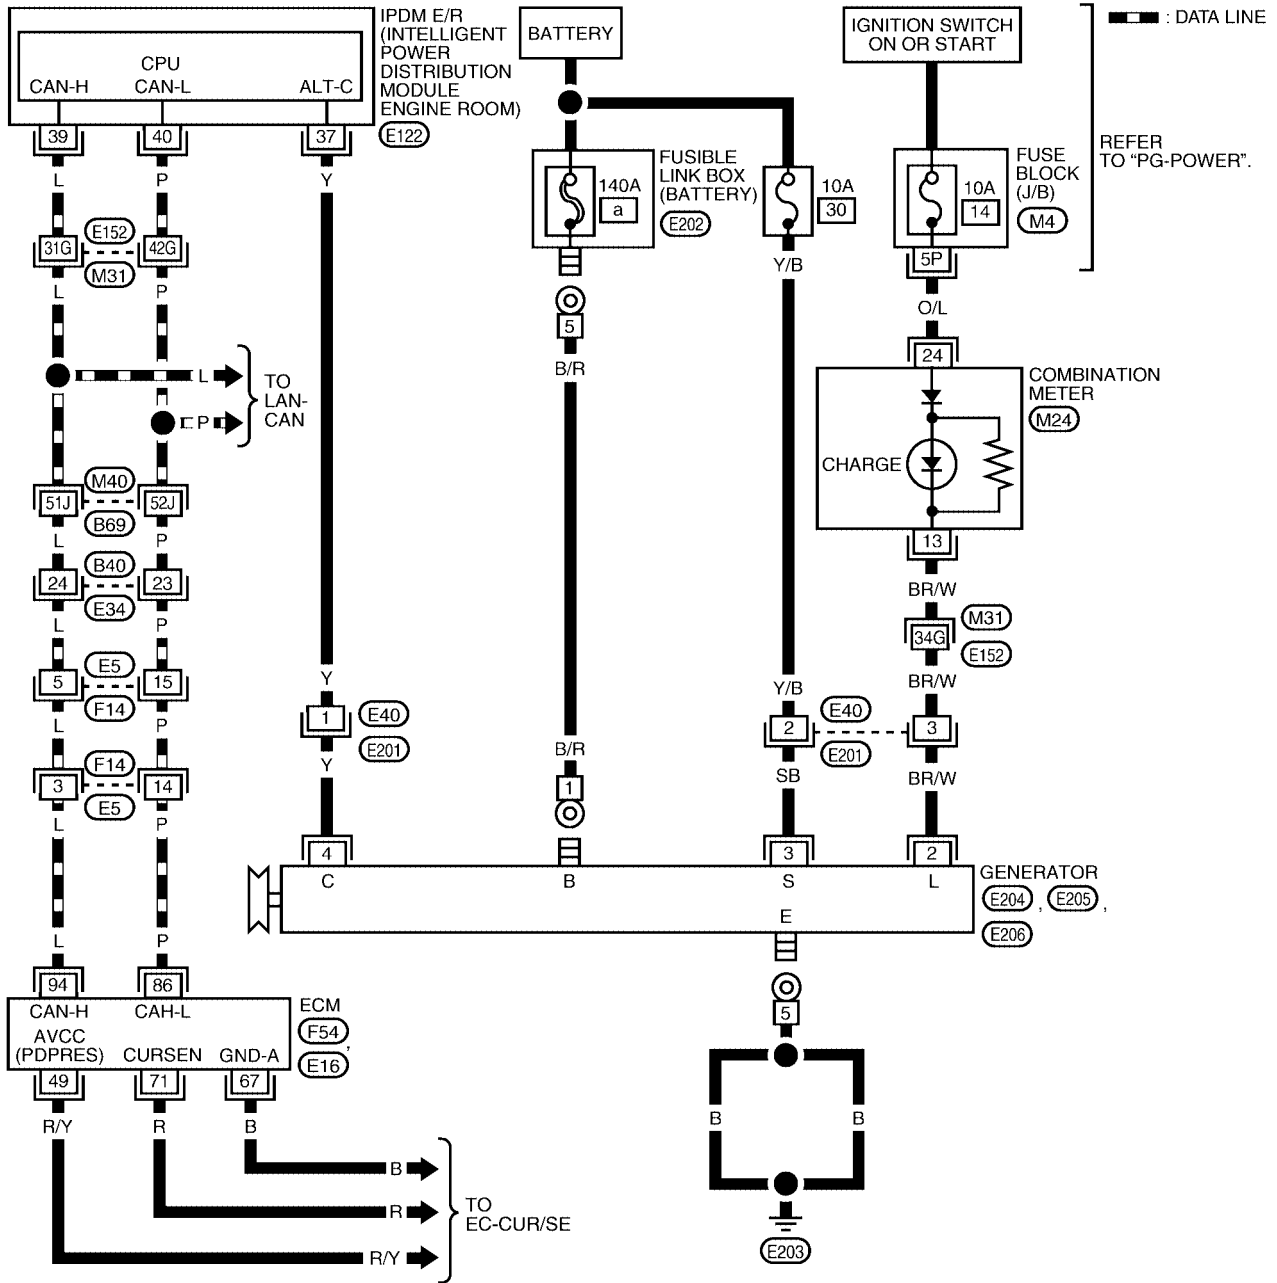 IPDM E/R
(INTELLIGENT
POWER
DISTRIBUTION
MODULE
ENGINE ROOM)
E122
CPU
CAN-H
CAN-L
ALT-C
39
40
37
BATTERY
IGNITION SWITCH
ON OR START
: DATA LINE
REFER
TO “PG-POWER”.
FUSIBLE
LINK BOX
(BATTERY)
E202
140A
a
10A
30
10A
14
FUSE
BLOCK
(J/B)
M4
5P
L
P
Y
31G
E152
42G
M31
L
P
L
P
TO
LAN-
CAN
5
B/R
Y/B
O/L
24
COMBINATION
METER
M24
CHARGE
13
BR/W
M31
34G
E152
BR/W
51J
M40
52J
B69
L
P
24
B40
23
E34
L
P
5
E5
15
F14
L
P
3
F14
14
E5
L
P
Y
1
E40
E201
Y
B/R
1
Y/B
2
E40
3
E201
SB
BR/W
4
3
2
C
B
S
L
E
GENERATOR
E204 , E205 ,
E206
L
P
94
86
CAN-H
CAH-L
ECM
F54 ,
E16
AVCC
(PDPRES)
CURSEN
GND-A
49
71
67
R/Y
R
B
B
R
R/Y
TO
EC-CUR/SE
5
B
B
E203